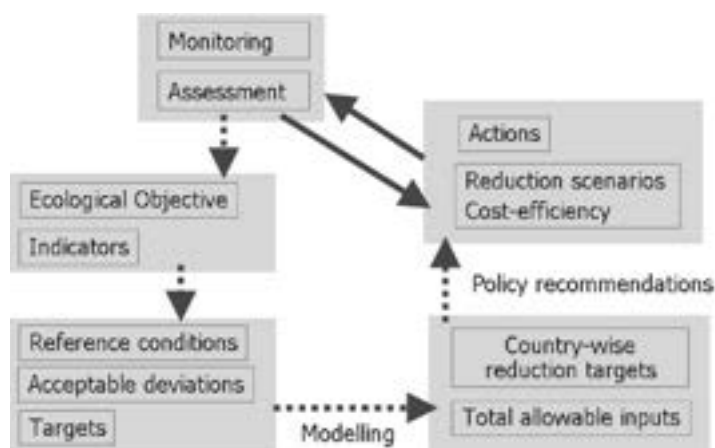 Monitoring
Assessment
Actions
Reduction scenarios
Cost-efficiency
Ecological Objective
Indicators
Policy recommendations
Reference conditions
Acceptable deviations
Targets
Modelling
Country-wise
reduction targets
Total allowable inputs